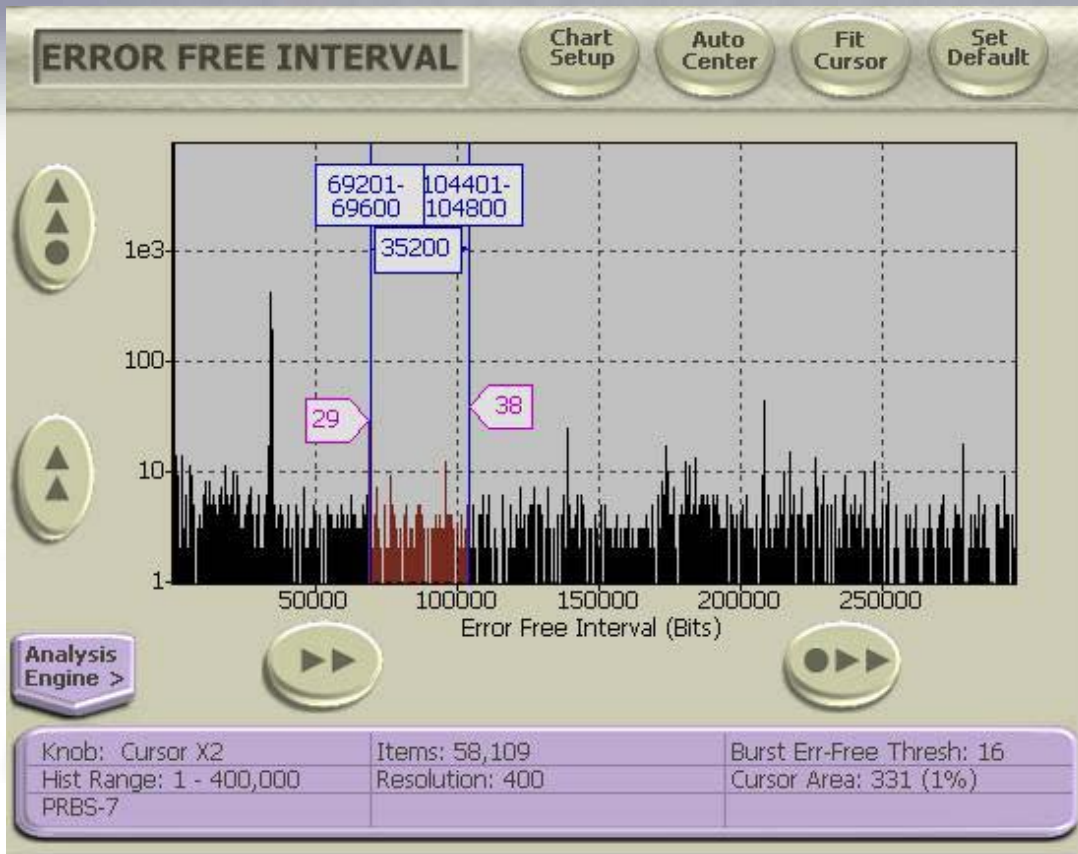 ERROR FREE INTERVAL
Chart
Setup
Auto
Center
Fit
Cursor
Set
Default
69201-
69600
104401-
104800
35200
1e3
100
29
38
10
1
50000
100000
150000
200000
250000
Error Free Interval (Bits)
Analysis
Engine >
Knob: Cursor X2
Items: 58,109
Burst Err-Free Thresh: 16
Hist Range: 1 - 400,000
Resolution: 400
Cursor Area: 331 (1%)
PRBS-7